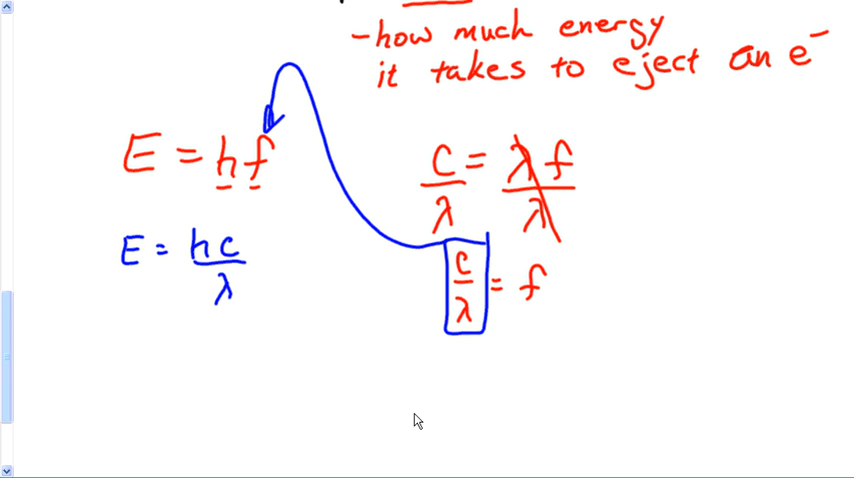 -how much energy
it takes to eject an e⁻
E = hf
c/λ = λf/λ
E = hc/λ
c/λ = f